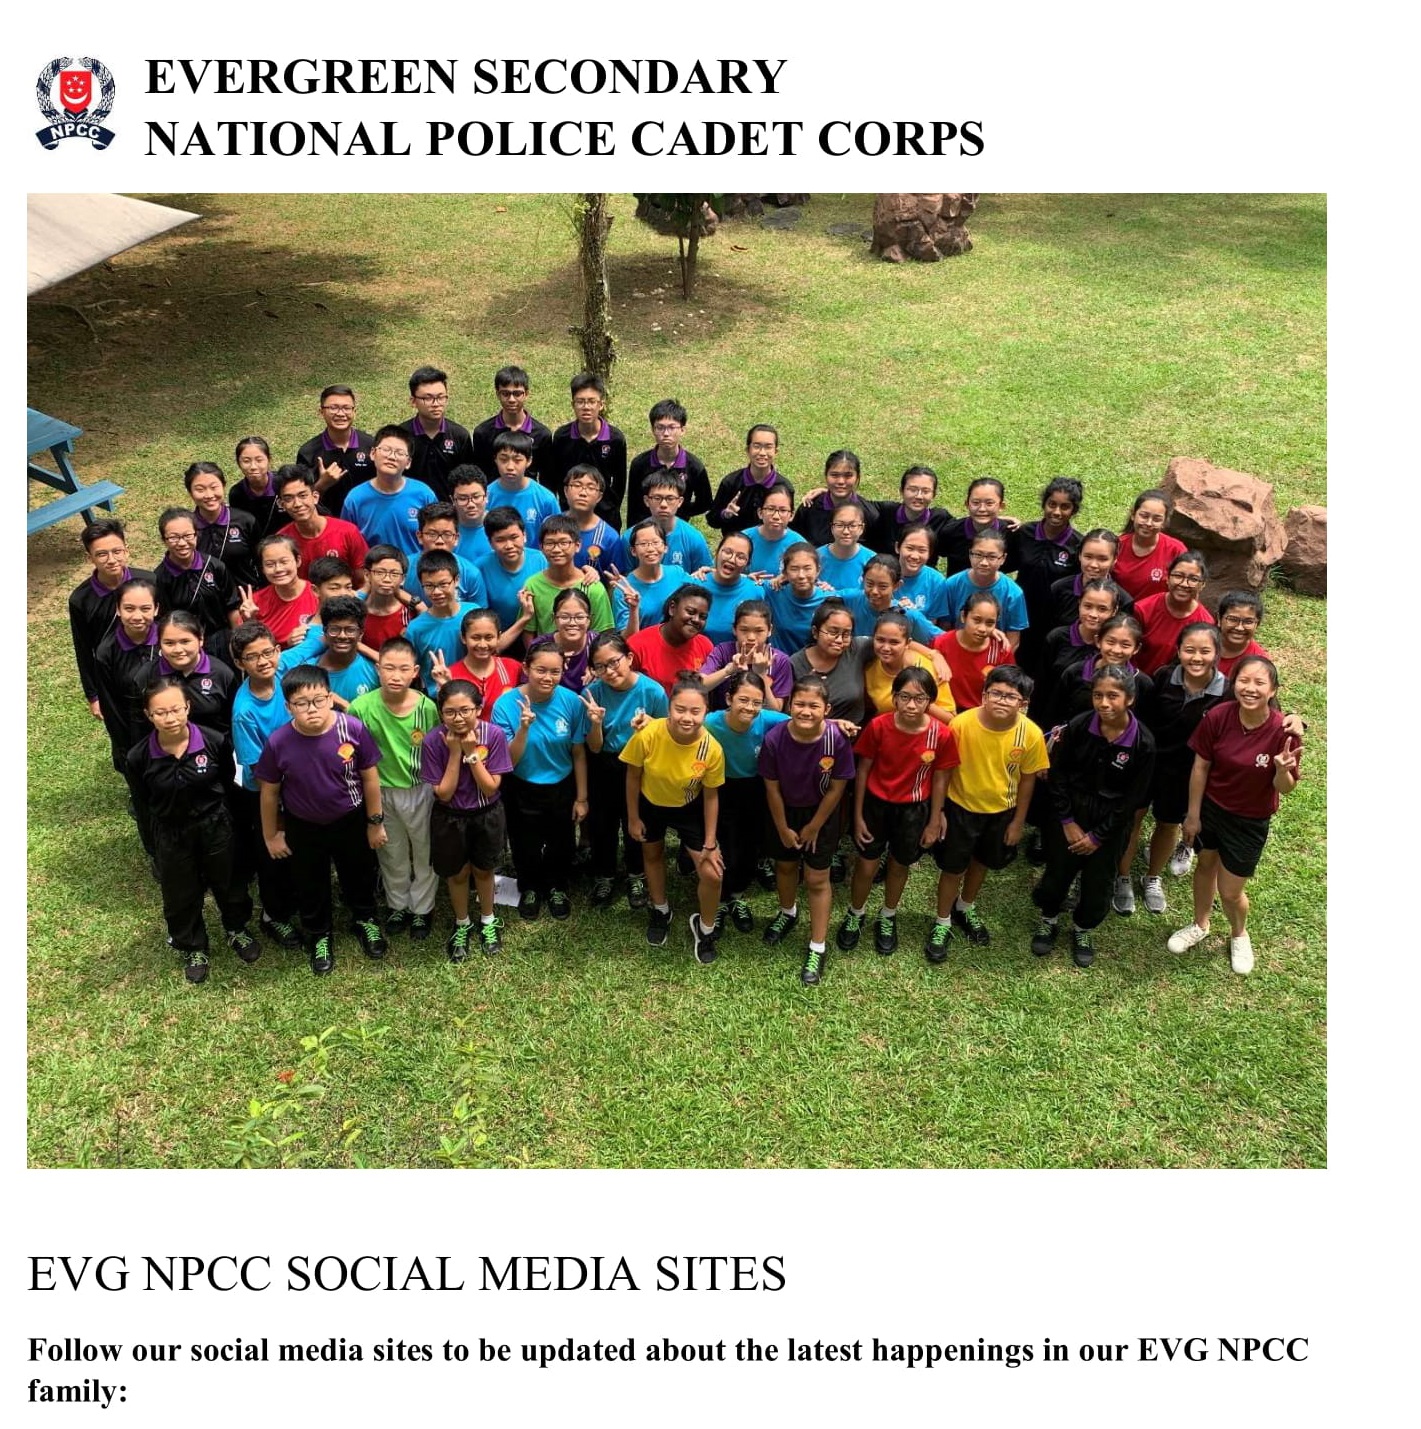 NPCC
EVERGREEN SECONDARY
NATIONAL POLICE CADET CORPS
EVG NPCC SOCIAL MEDIA SITES
Follow our social media sites to be updated about the latest happenings in our EVG NPCC
family: